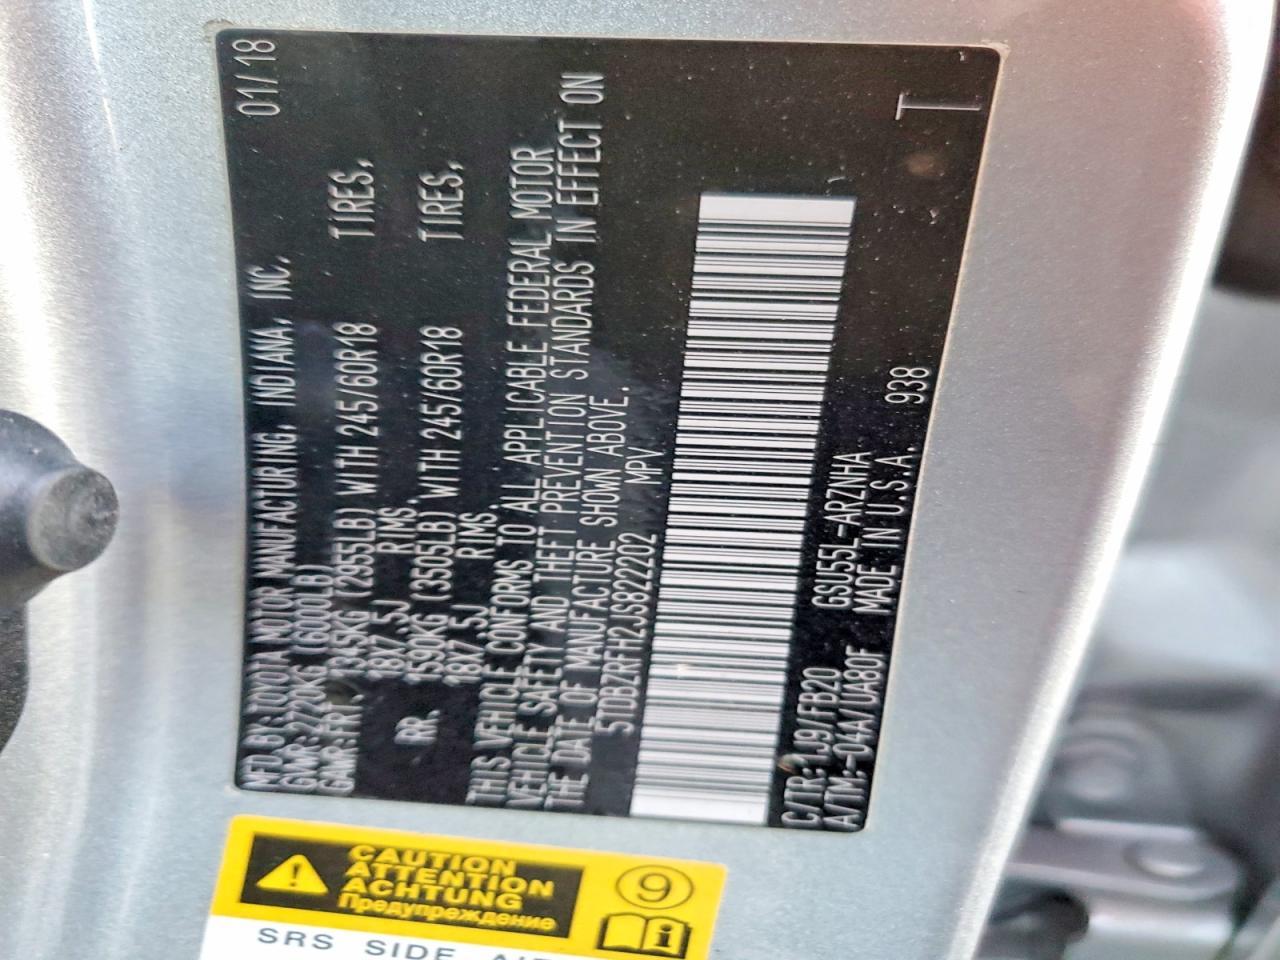 MFD.BY:TOYOTA MOTOR MANUFACTURING, INDIANA, INC. 01/18
GVWR:2720KG (6000LB)
GAWR:FRT. 1345KG (2955LB) WITH 245/60R18 TIRES,
18X7.5J RIMS.
RR. 1590KG (3505LB) WITH 245/60R18 TIRES,
18X7.5J RIMS.
THIS VEHICLE CONFORMS TO ALL APPLICABLE FEDERAL MOTOR
VEHICLE SAFETY AND THEFT PREVENTION STANDARDS IN EFFECT ON
THE DATE OF MANUFACTURE SHOWN ABOVE.
5TDBZRFH2JS822202 MPV
C/TR:1J9/FB20 GSU55L-ARZNHA
A/TM:-04A/UA80F MADE IN U.S.A. 938
T
CAUTION
ATTENTION
ACHTUNG
Предупреждение
9
i
SRS SIDE